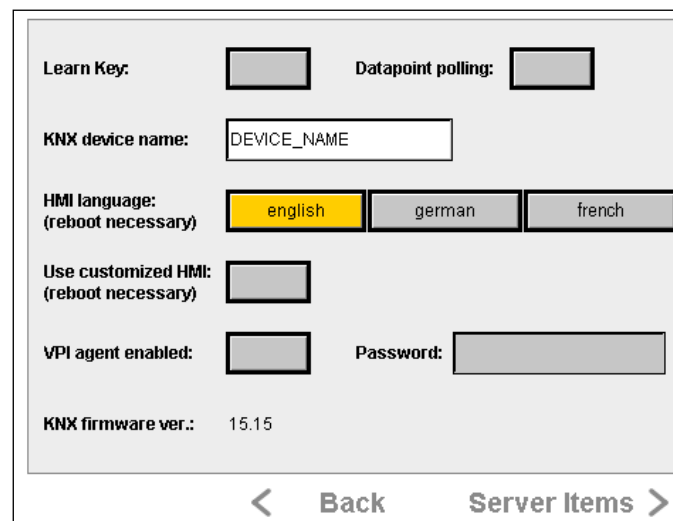 Learn Key: Datapoint polling:
KNX device name: DEVICE_NAME
HMI language:
(reboot necessary) english german french
Use customized HMI:
(reboot necessary)
VPI agent enabled: Password:
KNX firmware ver.: 15.15
< Back Server Items >